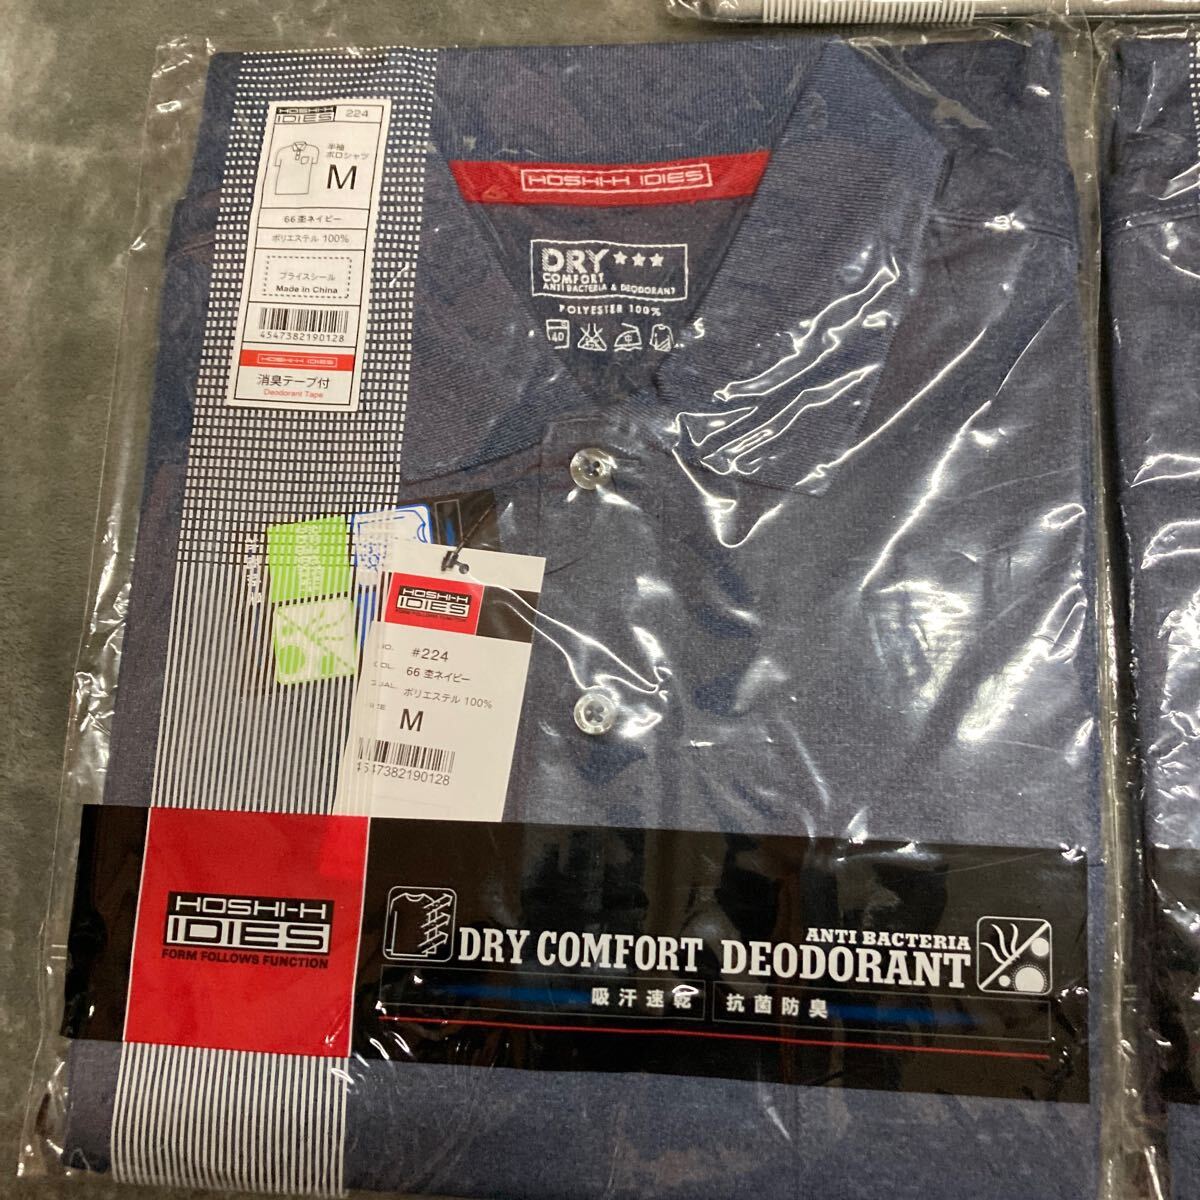 HOSHI-H
IDIES
224
半袖
ポロシャツ
M
66 杢ネイビー
ポリエステル 100%
プライスシール
Made in China
4547382190128
HOSHI-H IDIES
消臭テープ付
Deodorant Tape
HOSHI-H IDIES
DRY ★★★
COMFORT
ANTI BACTERIA & DEODORANT
POLYESTER 100%
40
HOSHI-H
IDIES
FORM FOLLOWS FUNCTION
#224
66 杢ネイビー
ポリエステル 100%
M
4547382190128
HOSHI-H
IDIES
FORM FOLLOWS FUNCTION
DRY COMFORT
吸汗速乾
ANTI BACTERIA
DEODORANT
抗菌防臭